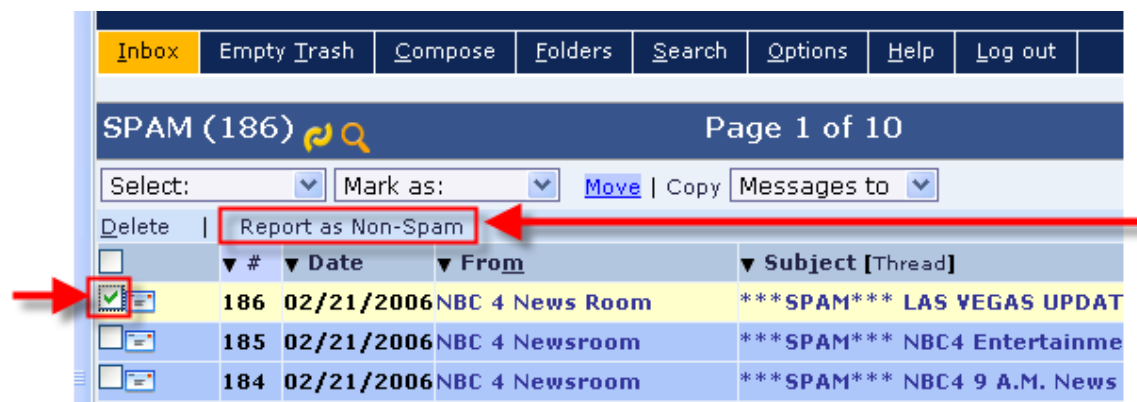 Inbox Empty Trash Compose Folders Search Options Help Log out
SPAM (186) Page 1 of 10
Select: Mark as: Move | Copy Messages to
Delete | Report as Non-Spam
# Date From Subject [Thread]
186 02/21/2006 NBC 4 News Room ***SPAM*** LAS VEGAS UPDAT
185 02/21/2006 NBC 4 Newsroom ***SPAM*** NBC4 Entertainme
184 02/21/2006 NBC 4 Newsroom ***SPAM*** NBC4 9 A.M. News